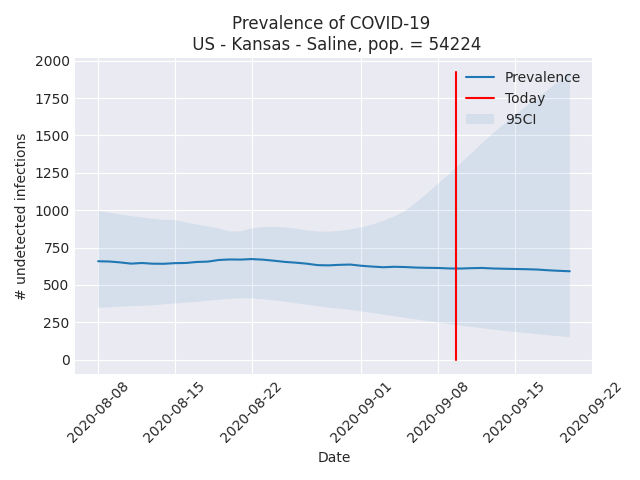 Prevalence of COVID-19
US - Kansas - Saline, pop. = 54224
2000
1750
1500
1250
1000
750
500
250
0
# undetected infections
Prevalence
Today
95CI
2020-08-08
2020-08-15
2020-08-22
2020-09-01
2020-09-08
2020-09-15
2020-09-22
Date